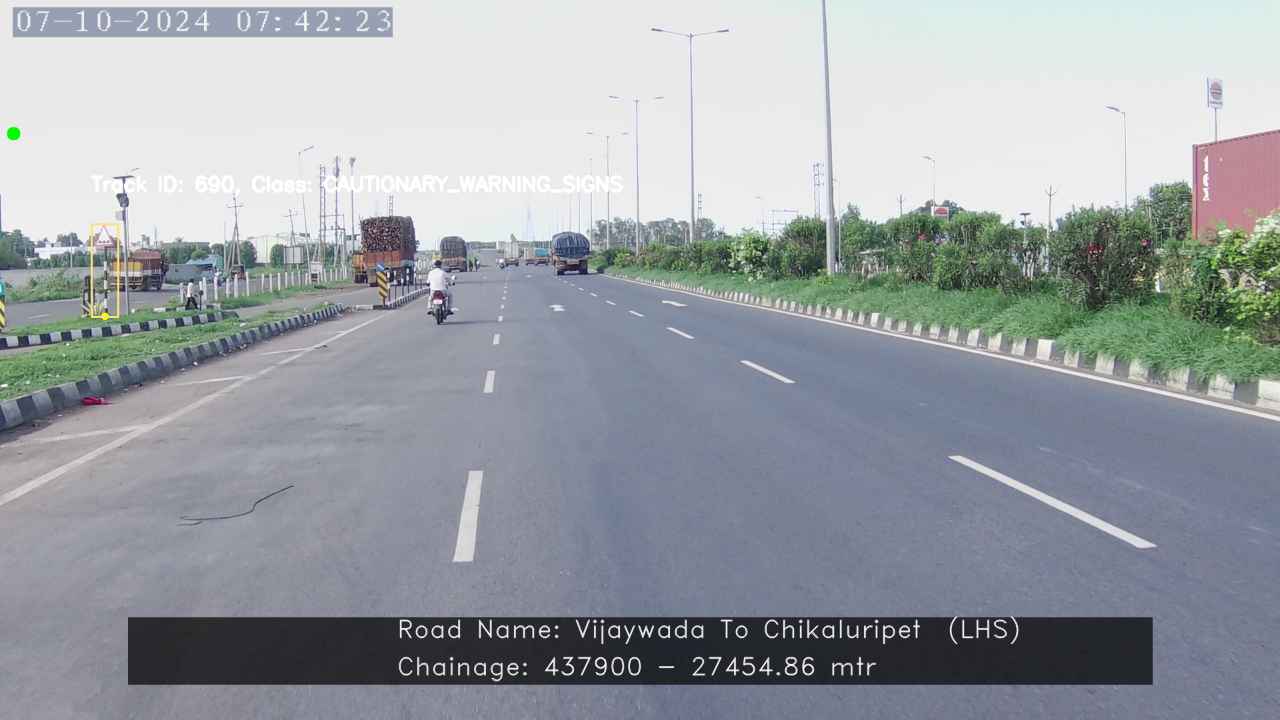 07-10-2024 07:42:23
Track ID: 690, Class: CAUTIONARY_WARNING_SIGNS
tex
Road Name: Vijaywada To Chikaluripet (LHS)
Chainage: 437900 - 27454.86 mtr